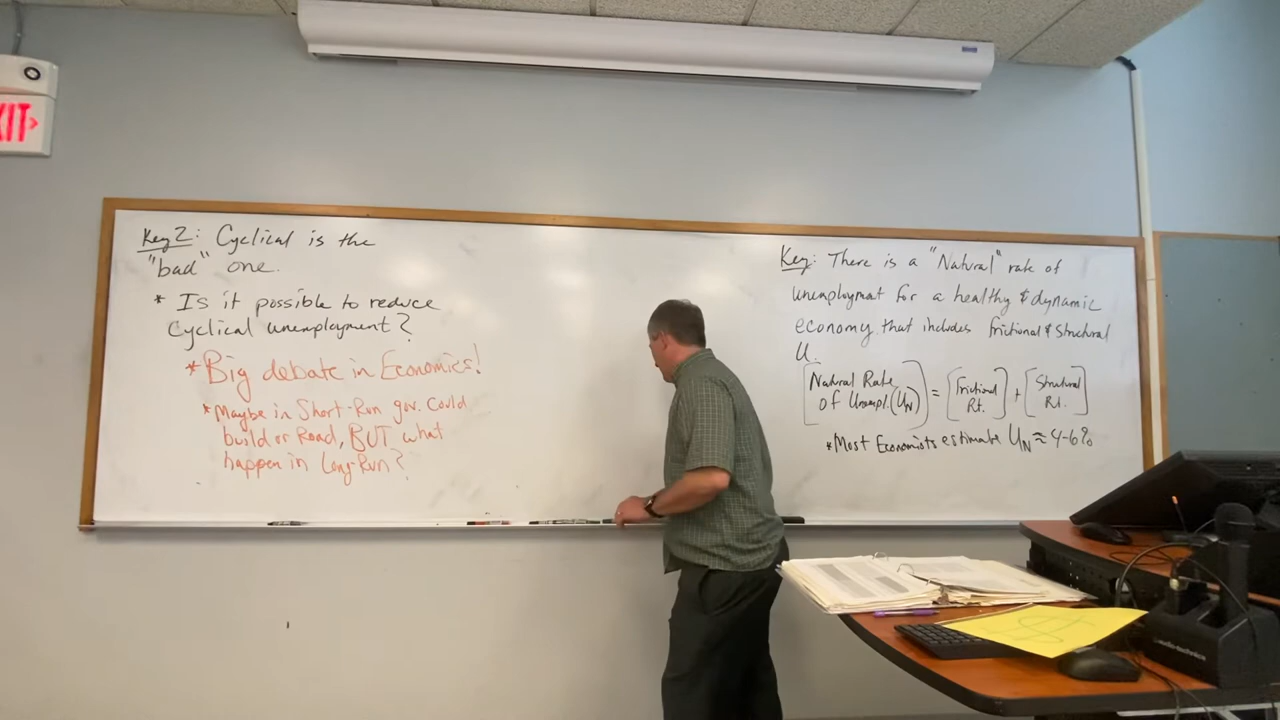 Key 2: Cyclical is the
"bad" one.
* Is it possible to reduce
Cyclical unemployment?
* Big debate in Economics!
* Maybe in Short-Run gov. could
build or Road, BUT what
happen in Long-Run?
Key: There is a "Natural" rate of
unemployment for a healthy & dynamic
economy that includes frictional & structural
U.
[Natural Rate of Unempl. (UN)] = [Frictional Rt.] + [Structural Rt.]
* Most Economists estimate UN ≈ 4-6%
XIT